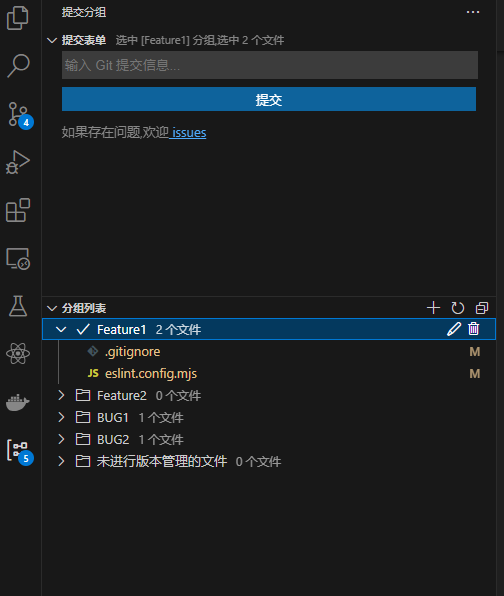 提交分组
提交表单 选中 [Feature1] 分组,选中 2 个文件
输入 Git 提交信息...
提交
如果存在问题,欢迎 issues
4
分组列表
Feature1 2 个文件
.gitignore M
JS eslint.config.mjs M
Feature2 0 个文件
BUG1 1 个文件
BUG2 1 个文件
5
未进行版本管理的文件 0 个文件